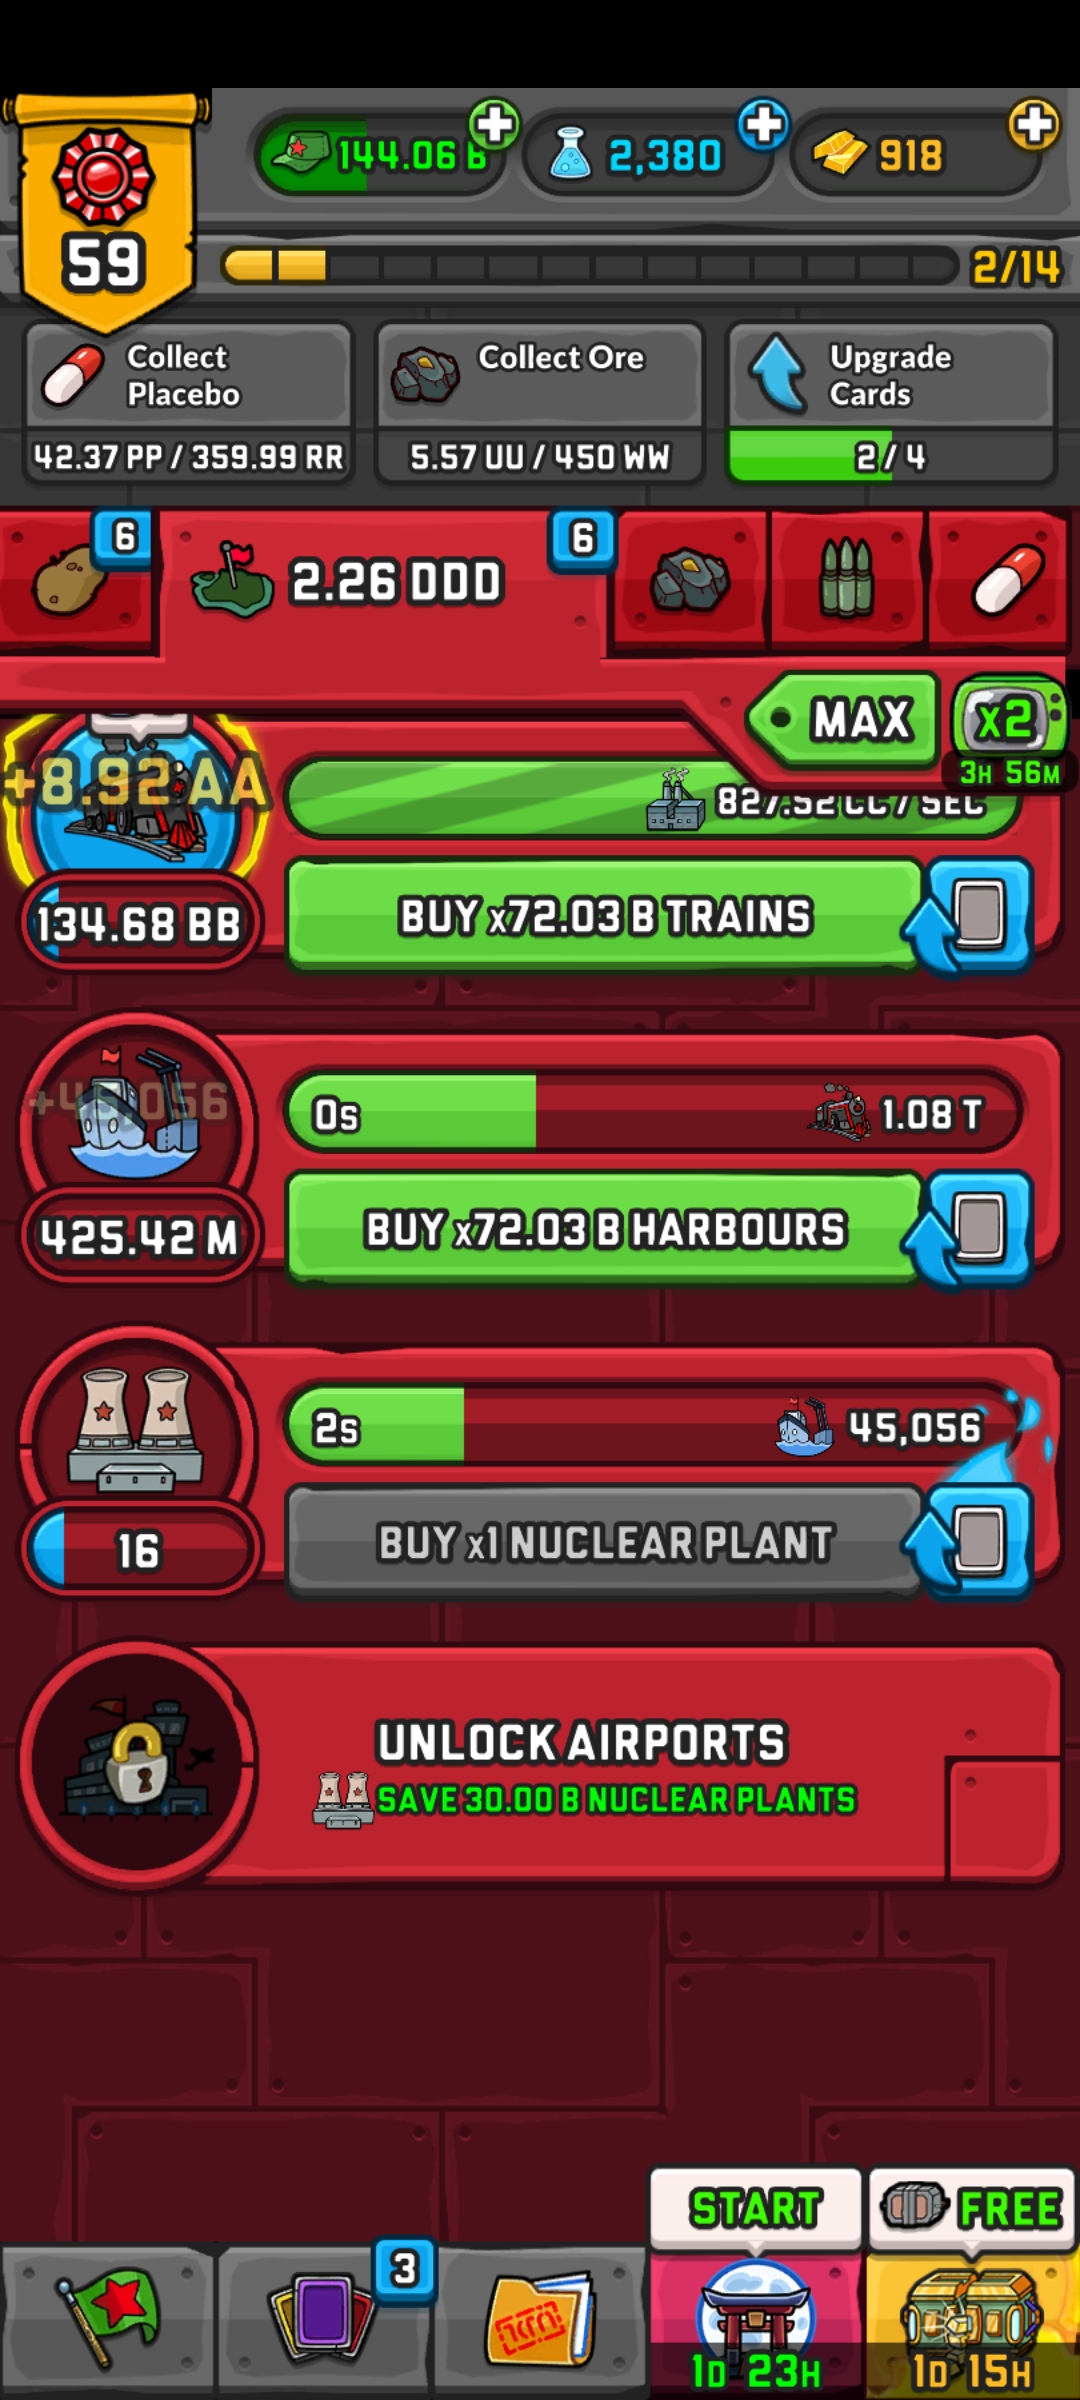 144.06 B
2,380
918
59
2/14
Collect
Placebo
42.37 PP / 359.99 RR
Collect Ore
5.57 UU / 450 WW
Upgrade
Cards
2/4
6
2.26 DDD
6
MAX
x2
3H 56M
+8.92 AA
827.52 CC / SEC
134.68 BB
BUY x72.03 B TRAINS
+45,056
0s
1.08 T
425.42 M
BUY x72.03 B HARBOURS
2s
45,056
16
BUY x1 NUCLEAR PLANT
UNLOCK AIRPORTS
SAVE 30.00 B NUCLEAR PLANTS
START
FREE
3
1D 23H
1D 15H